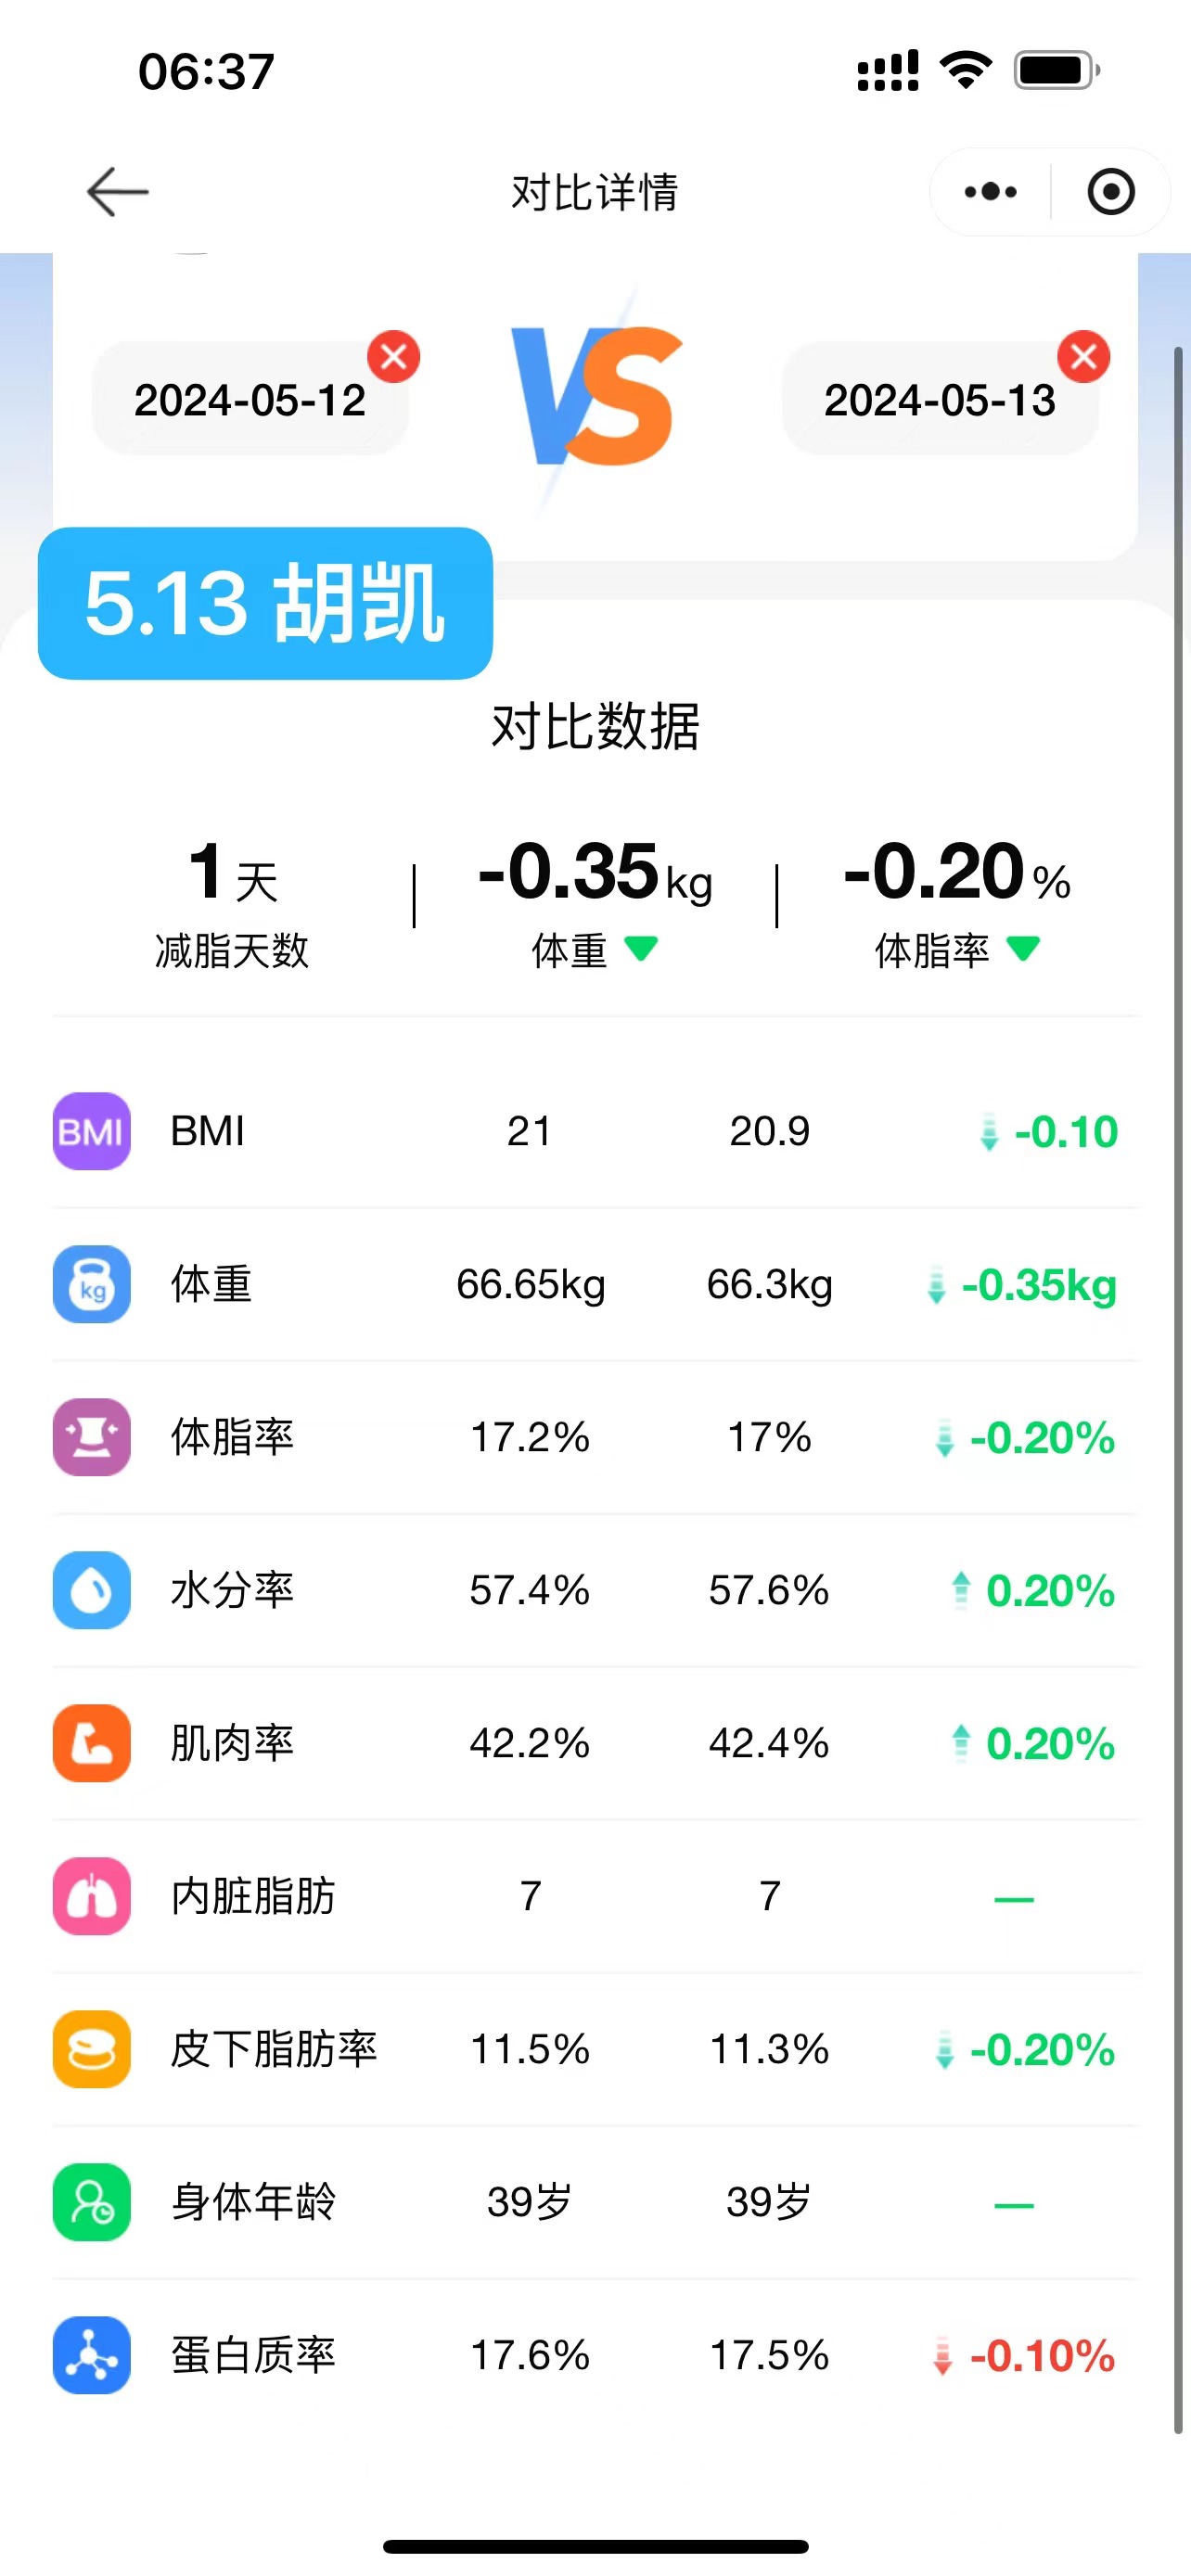 06:37
对比详情
2024-05-12
VS
2024-05-13
5.13 胡凯
对比数据
1天 -0.35kg -0.20%
减脂天数 体重 体脂率
BMI BMI 21 20.9 -0.10
kg 体重 66.65kg 66.3kg -0.35kg
体脂率 17.2% 17% -0.20%
水分率 57.4% 57.6% 0.20%
肌肉率 42.2% 42.4% 0.20%
内脏脂肪 7 7 —
皮下脂肪率 11.5% 11.3% -0.20%
身体年龄 39岁 39岁 —
蛋白质率 17.6% 17.5% -0.10%